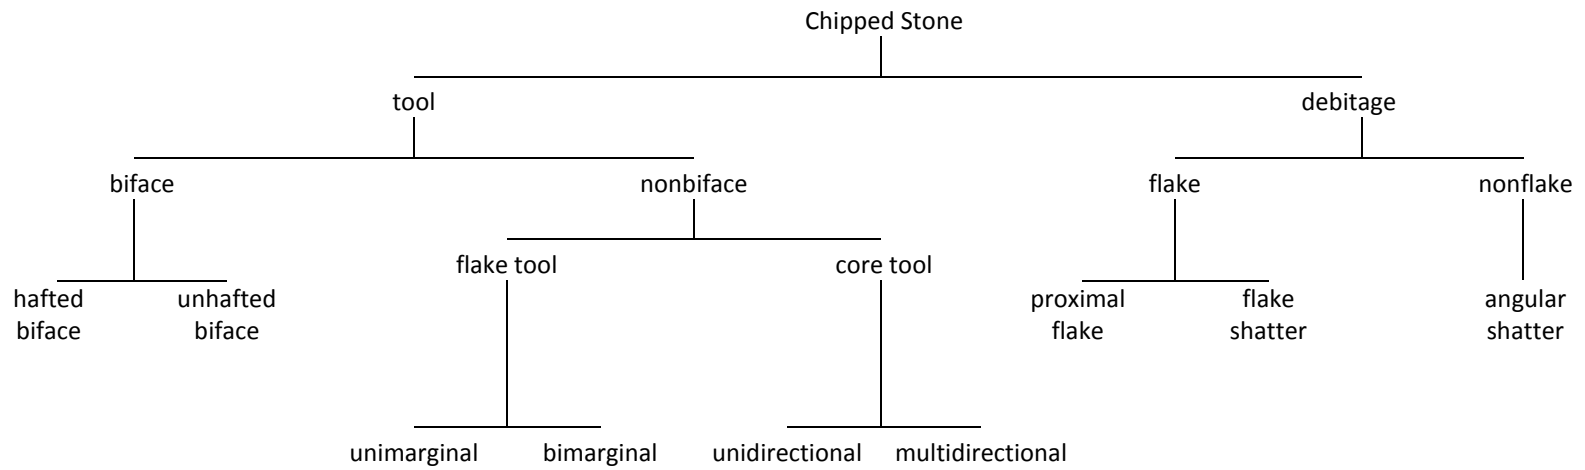 Chipped Stone
tool
debitage
biface
nonbiface
flake
nonflake
flake tool
core tool
hafted
biface
unhafted
biface
proximal
flake
flake
shatter
angular
shatter
unimarginal
bimarginal
unidirectional
multidirectional